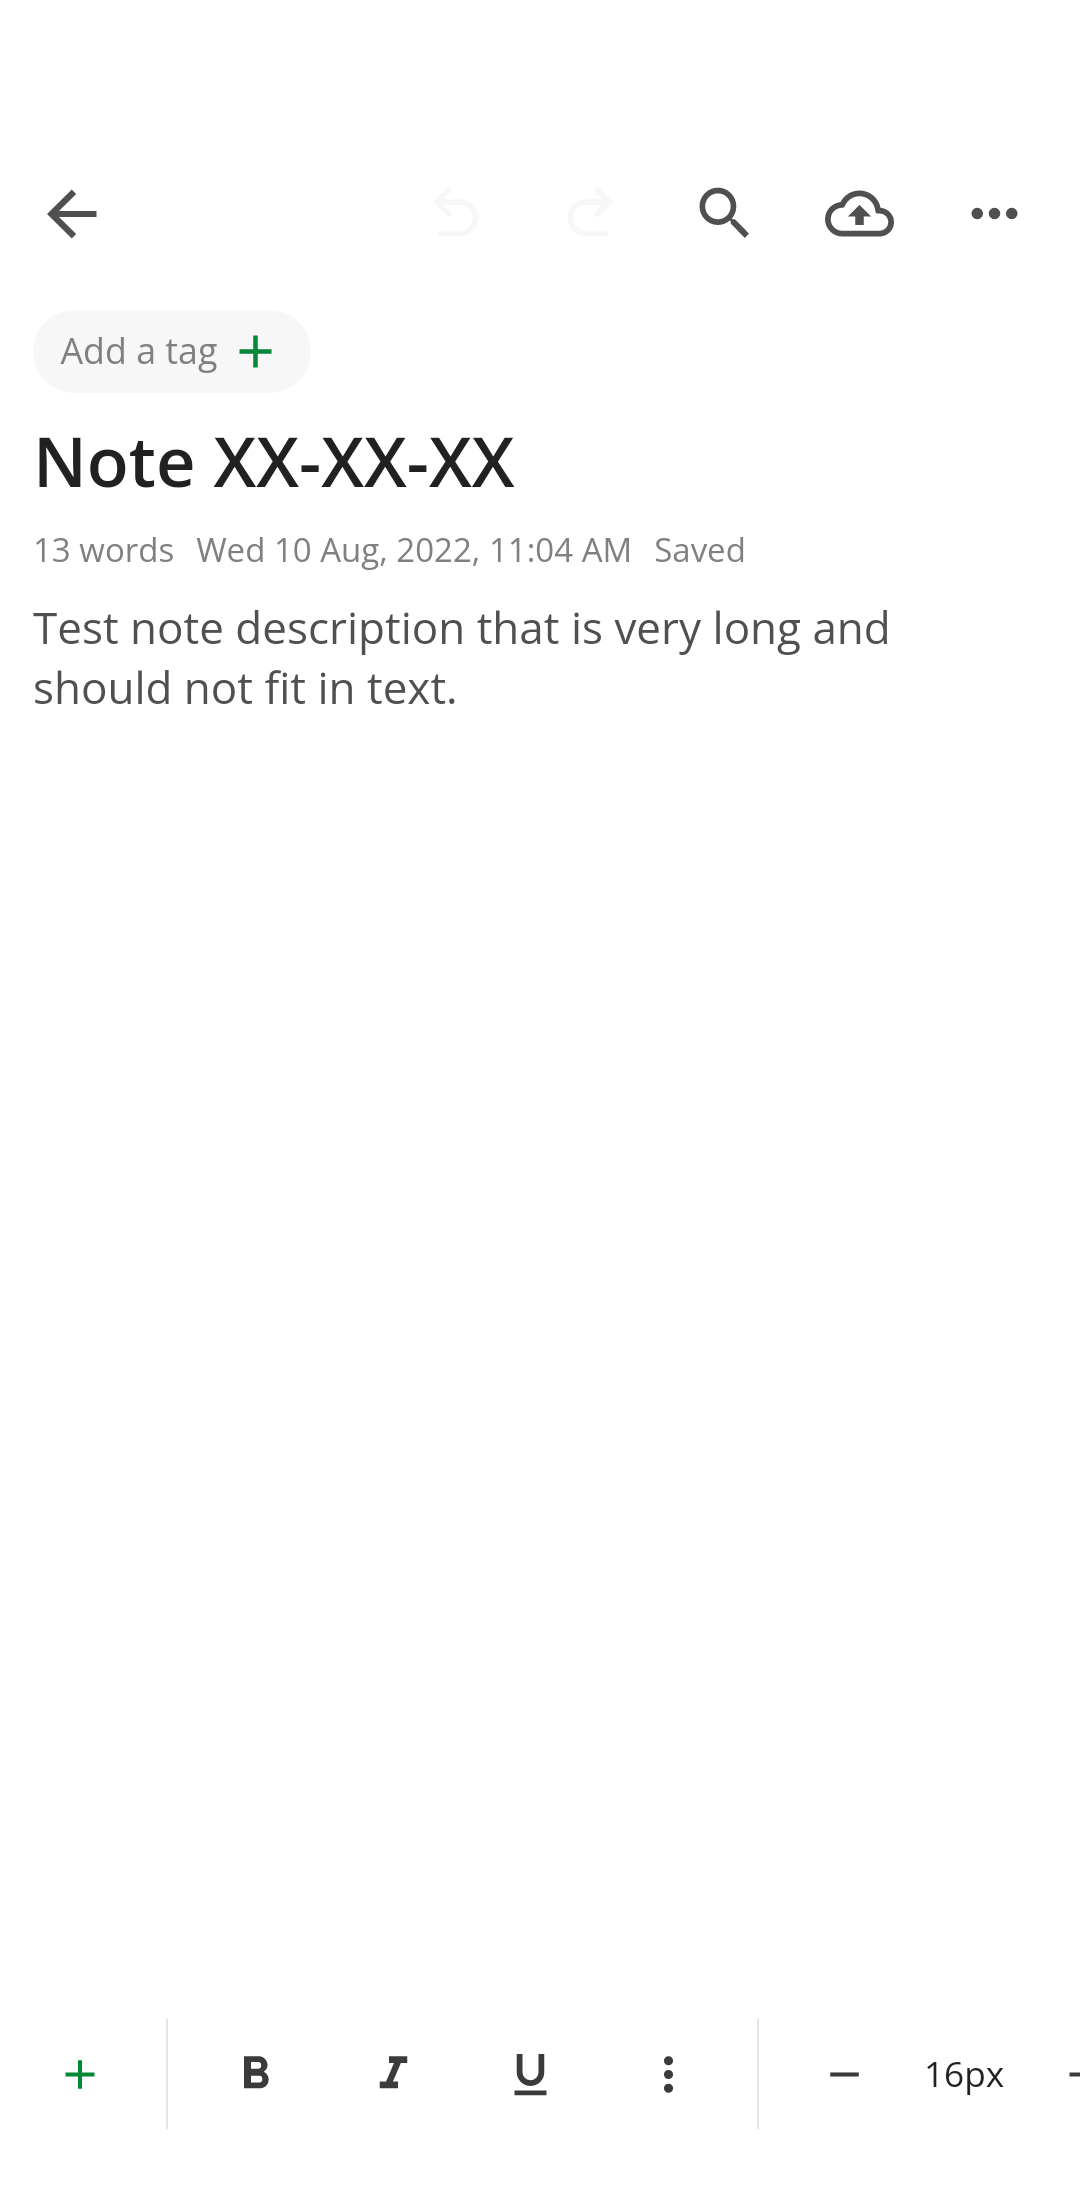 Add a tag
Note XX-XX-XX
13 words Wed 10 Aug, 2022, 11:04 AM Saved
Test note description that is very long and
should not fit in text.
B I U 16px